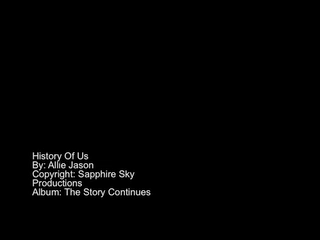 History Of Us
By: Allie Jason
Copyright: Sapphire Sky
Productions
Album: The Story Continues